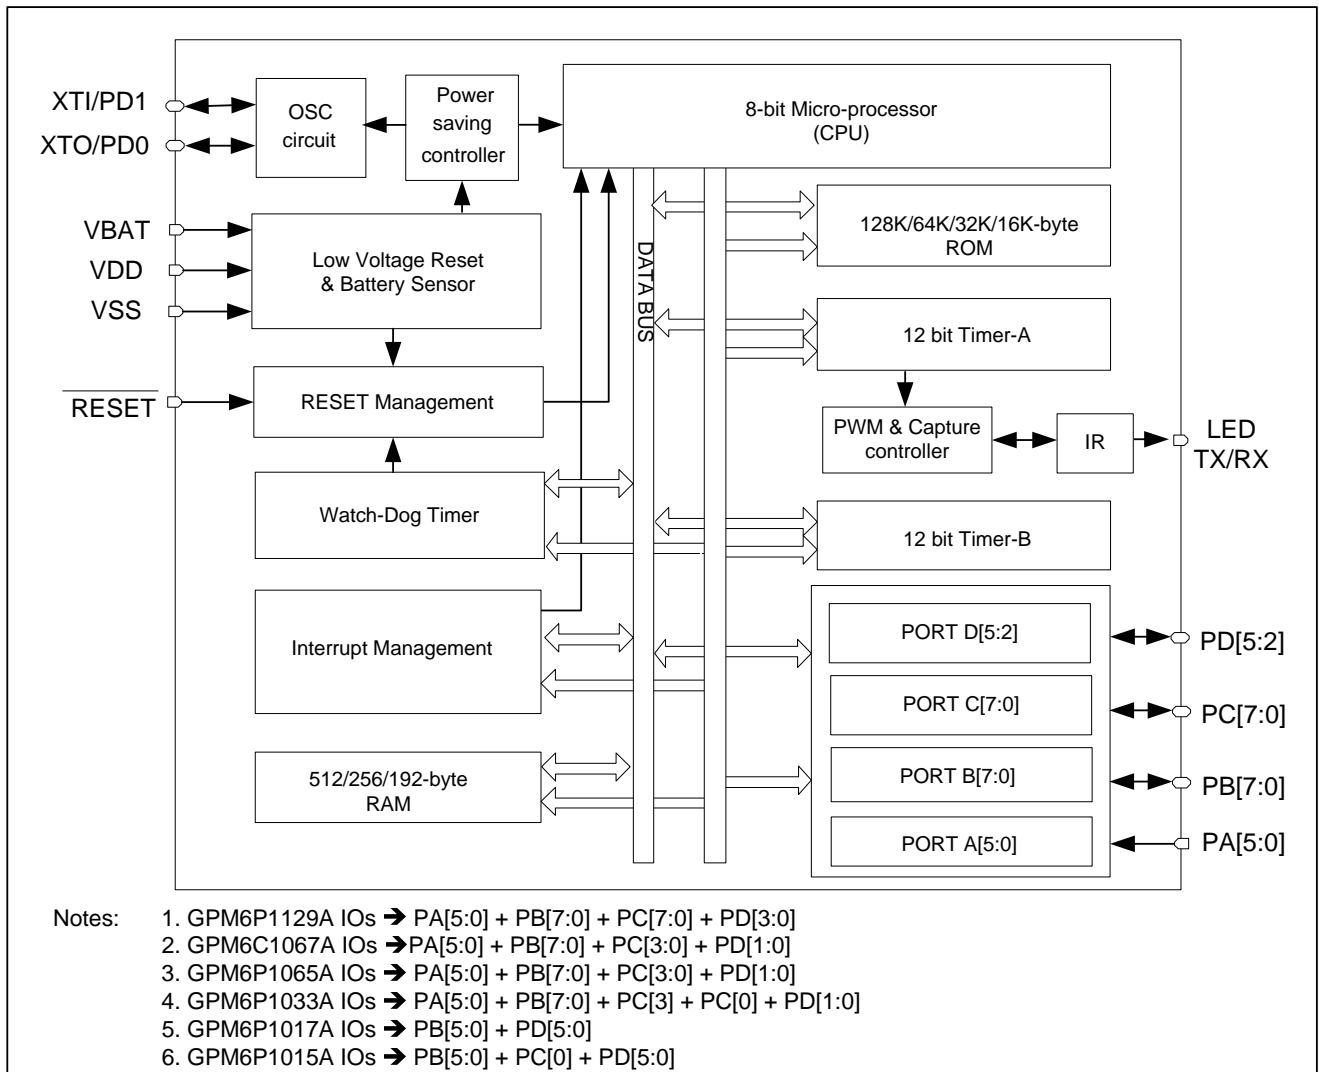 XTI/PD1
XTO/PD0
VBAT
VDD
VSS
RESET
OSC
circuit
Power
saving
controller
8-bit Micro-processor
(CPU)
Low Voltage Reset
& Battery Sensor
RESET Management
Watch-Dog Timer
Interrupt Management
512/256/192-byte
RAM
DATA BUS
128K/64K/32K/16K-byte
ROM
12 bit Timer-A
PWM & Capture
controller
IR
LED
TX/RX
12 bit Timer-B
PORT D[5:2]
PORT C[7:0]
PORT B[7:0]
PORT A[5:0]
PD[5:2]
PC[7:0]
PB[7:0]
PA[5:0]
Notes:
1. GPM6P1129A IOs ➔ PA[5:0] + PB[7:0] + PC[7:0] + PD[3:0]
2. GPM6C1067A IOs ➔PA[5:0] + PB[7:0] + PC[3:0] + PD[1:0]
3. GPM6P1065A IOs ➔ PA[5:0] + PB[7:0] + PC[3:0] + PD[1:0]
4. GPM6P1033A IOs ➔ PA[5:0] + PB[7:0] + PC[3] + PC[0] + PD[1:0]
5. GPM6P1017A IOs ➔ PB[5:0] + PD[5:0]
6. GPM6P1015A IOs ➔ PB[5:0] + PC[0] + PD[5:0]